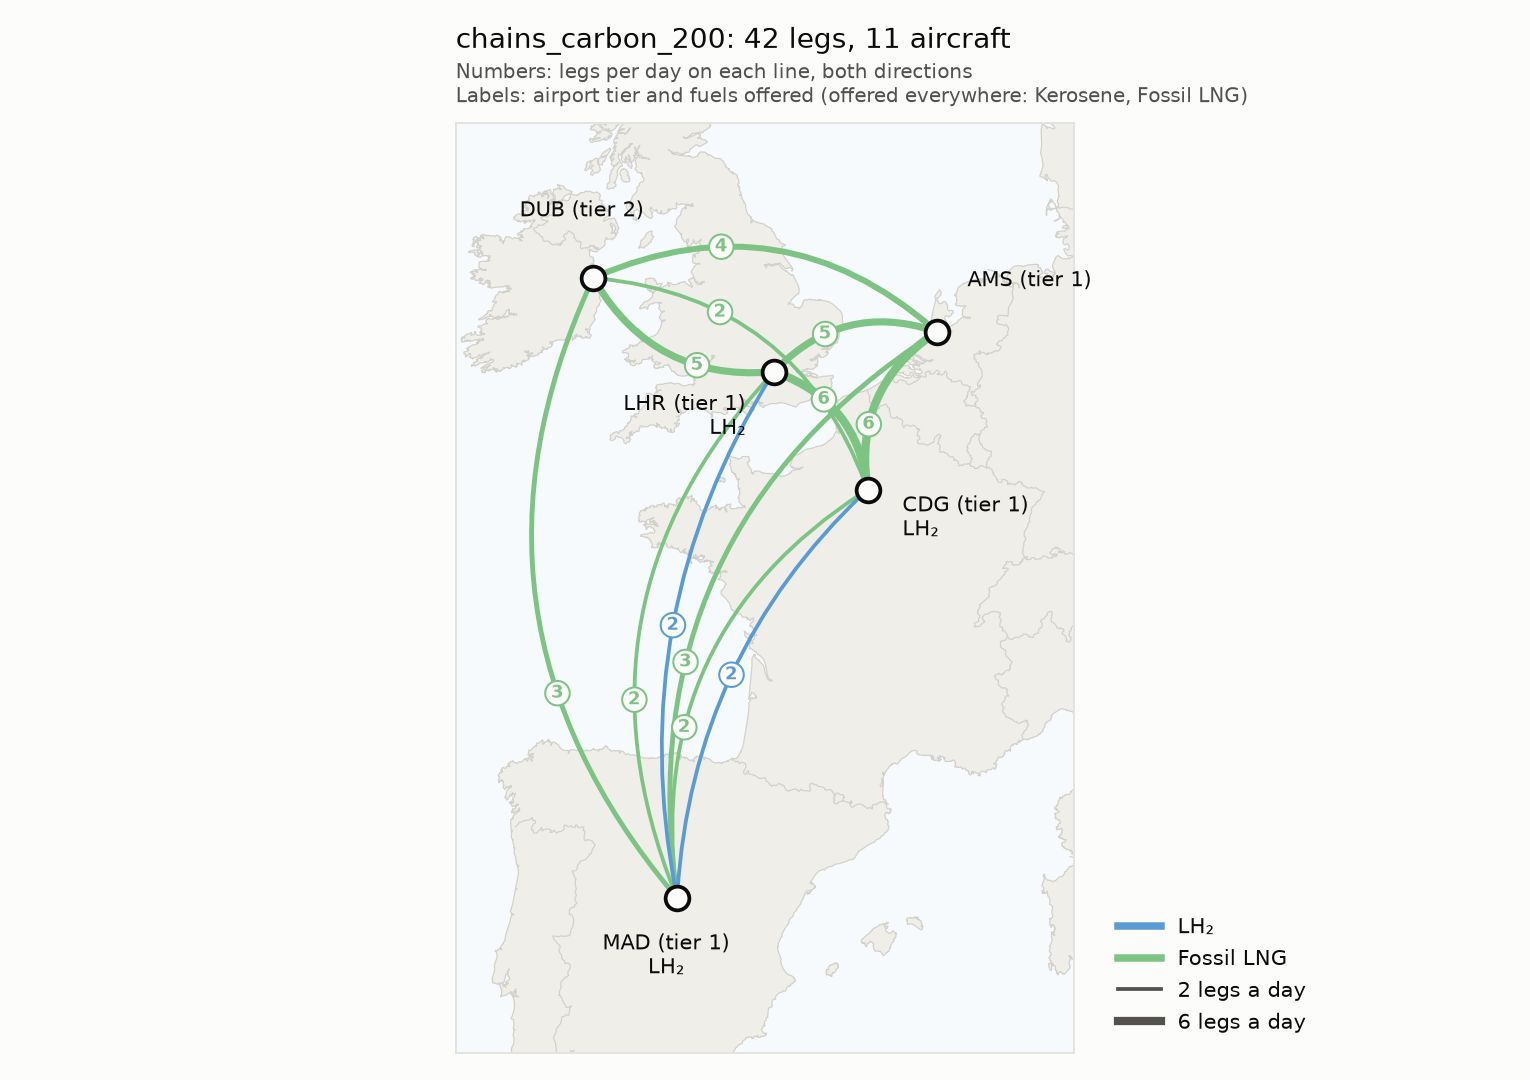 chains_carbon_200: 42 legs, 11 aircraft
Numbers: legs per day on each line, both directions
Labels: airport tier and fuels offered (offered everywhere: Kerosene, Fossil LNG)
DUB (tier 2)
4
AMS (tier 1)
2
5
5
LHR (tier 1)
LH₂
6
6
CDG (tier 1)
LH₂
2
3
2
3
2
2
MAD (tier 1)
LH₂
LH₂
Fossil LNG
2 legs a day
6 legs a day